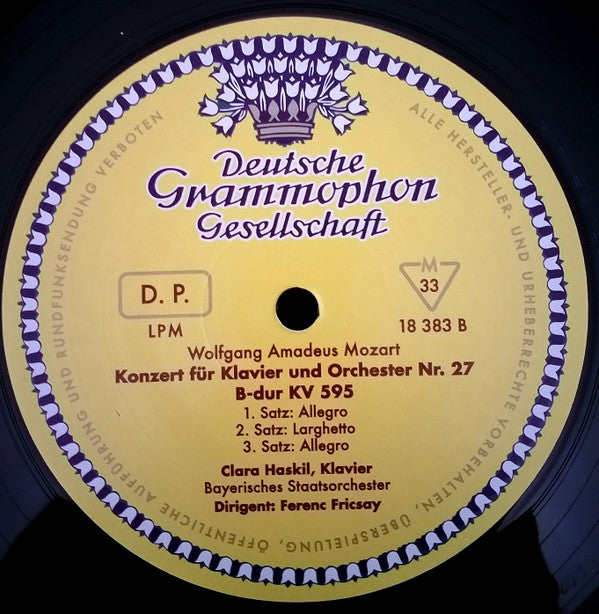 Deutsche
Grammophon
Gesellschaft
D. P.
LPM
M
33
18 383 B
Wolfgang Amadeus Mozart
Konzert für Klavier und Orchester Nr. 27
B-dur KV 595
1. Satz: Allegro
2. Satz: Larghetto
3. Satz: Allegro
Clara Haskil, Klavier
Bayerisches Staatsorchester
Dirigent: Ferenc Fricsay
ALLE HERSTELLER- UND URHEBERRECHTE VORBEHALTEN, ÜBERSPIELUNG, ÖFFENTLICHE AUFFÜHRUNG UND RUNDFUNKSENDUNG VERBOTEN